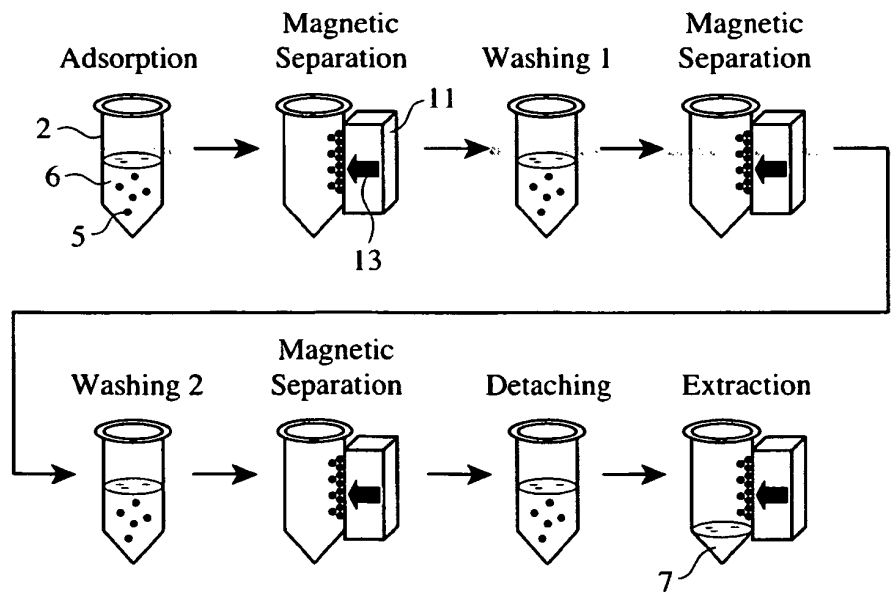 Adsorption
Magnetic
Separation
Washing 1
Magnetic
Separation
2
6
5
11
13
Washing 2
Magnetic
Separation
Detaching
Extraction
7